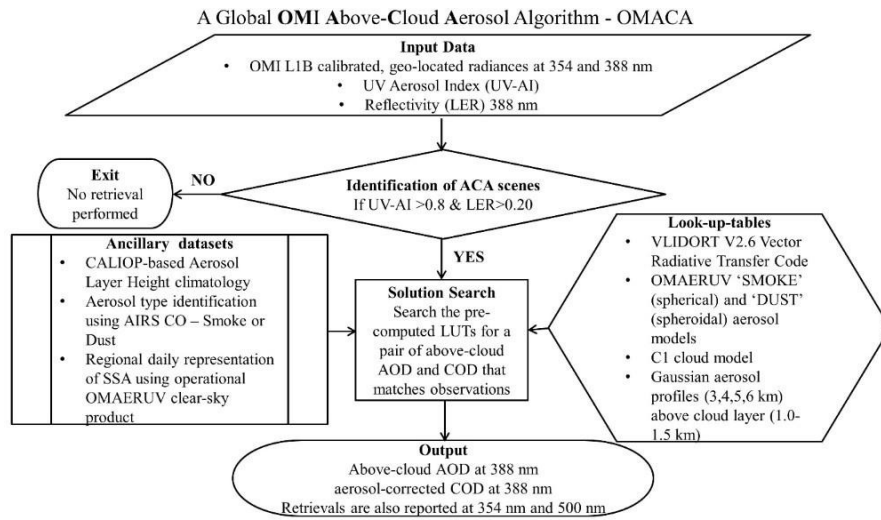 A Global OMI Above-Cloud Aerosol Algorithm - OMACA
Input Data
• OMI L1B calibrated, geo-located radiances at 354 and 388 nm
• UV Aerosol Index (UV-AI)
• Reflectivity (LER) 388 nm
Identification of ACA scenes
If UV-AI >0.8 & LER>0.20
NO
Exit
No retrieval
performed
YES
Ancillary datasets
• CALIOP-based Aerosol
Layer Height climatology
• Aerosol type identification
using AIRS CO – Smoke or
Dust
• Regional daily representation
of SSA using operational
OMAERUV clear-sky
product
Solution Search
Search the pre-
computed LUTs for a
pair of above-cloud
AOD and COD that
matches observations
Look-up-tables
• VLIDORT V2.6 Vector
Radiative Transfer Code
• OMAERUV ‘SMOKE’
(spherical) and ‘DUST’
(spheroidal) aerosol
models
• C1 cloud model
• Gaussian aerosol
profiles (3,4,5,6 km)
above cloud layer (1.0-
1.5 km)
Output
Above-cloud AOD at 388 nm
aerosol-corrected COD at 388 nm
Retrievals are also reported at 354 nm and 500 nm